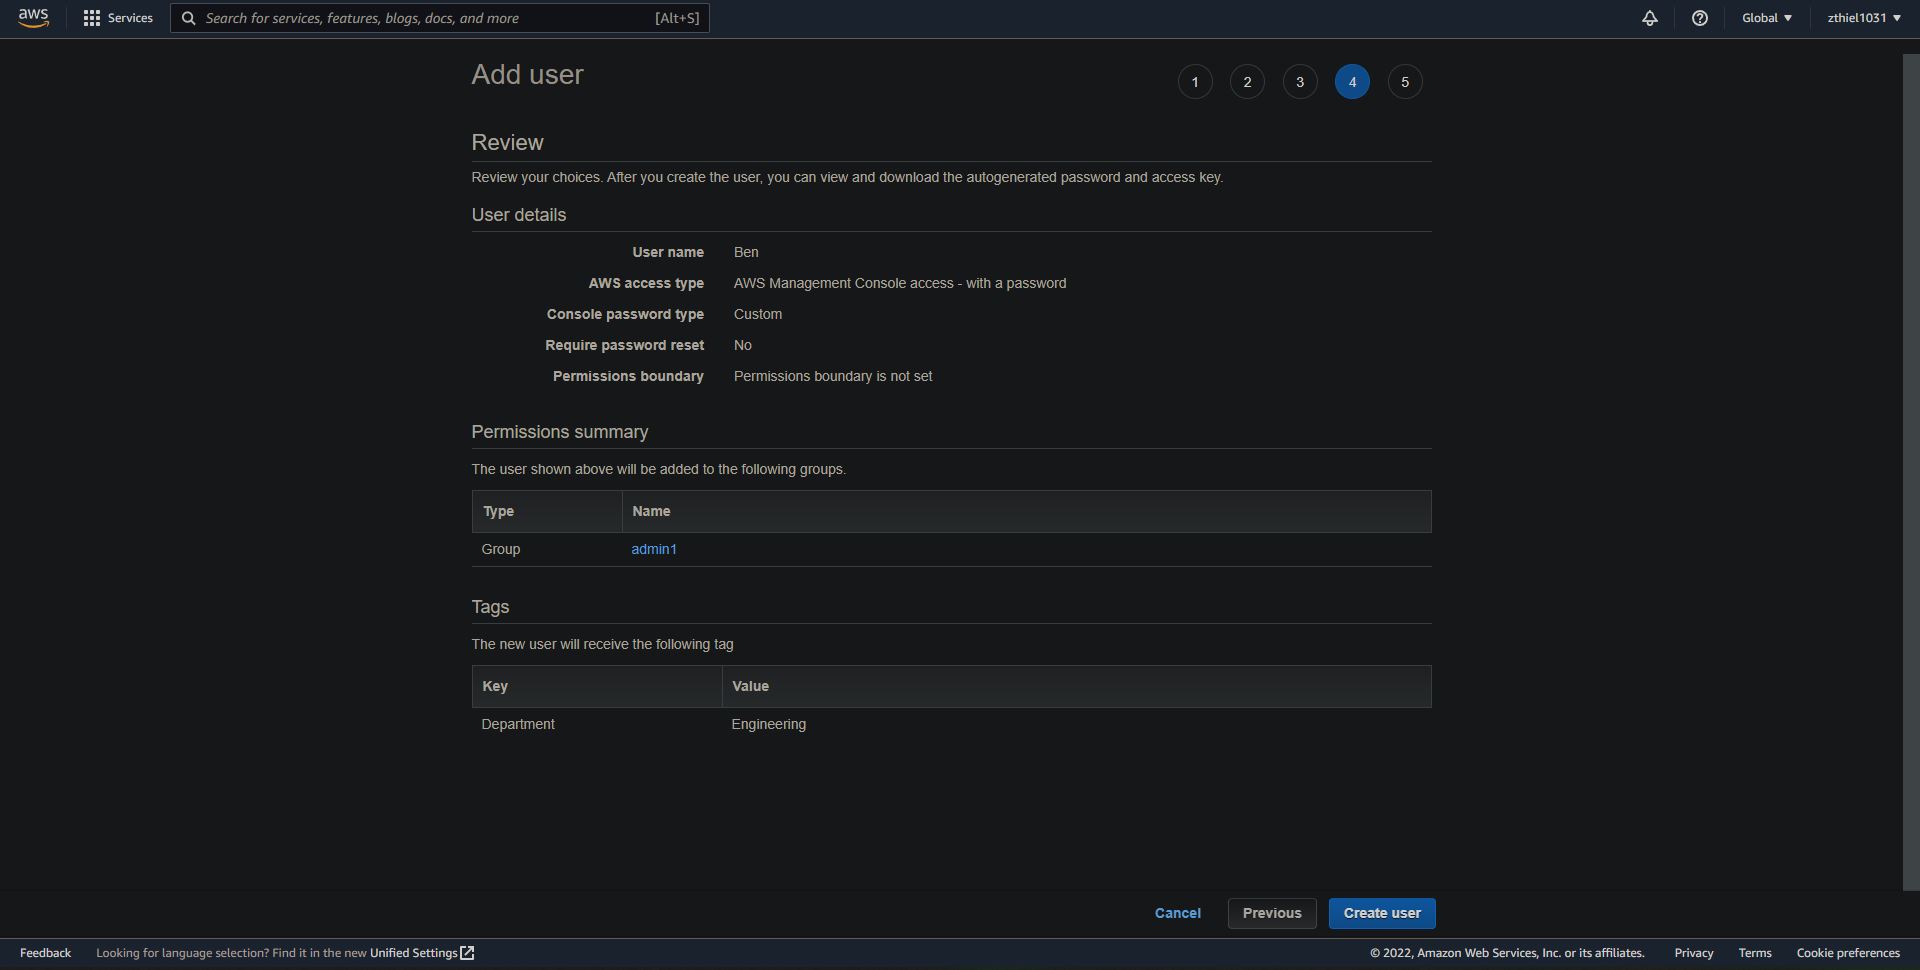 aws Services Search for services, features, blogs, docs, and more [Alt+S] Global zthiel1031
Add user 1 2 3 4 5
Review
Review your choices. After you create the user, you can view and download the autogenerated password and access key.
User details
User name Ben
AWS access type AWS Management Console access - with a password
Console password type Custom
Require password reset No
Permissions boundary Permissions boundary is not set
Permissions summary
The user shown above will be added to the following groups.
Type Name
Group admin1
Tags
The new user will receive the following tag
Key Value
Department Engineering
Cancel Previous Create user
Feedback Looking for language selection? Find it in the new Unified Settings © 2022, Amazon Web Services, Inc. or its affiliates. Privacy Terms Cookie preferences